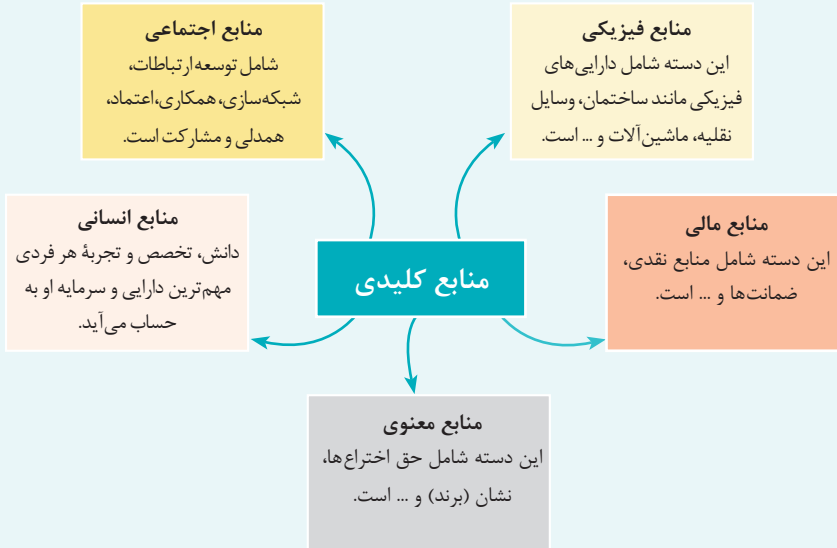 منابع فیزیکی
این دسته شامل دارایی‌های
فیزیکی مانند ساختمان، وسایل
نقلیه، ماشین‌آلات و ... است.
منابع اجتماعی
شامل توسعه ارتباطات،
شبکه‌سازی، همکاری، اعتماد،
همدلی و مشارکت است.
منابع مالی
این دسته شامل منابع نقدی،
ضمانت‌ها و ... است.
منابع کلیدی
منابع انسانی
دانش، تخصص و تجربهٔ هر فردی
مهم‌ترین دارایی و سرمایه او به
حساب می‌آید.
منابع معنوی
این دسته شامل حق اختراع‌ها،
نشان (برند) و ... است.